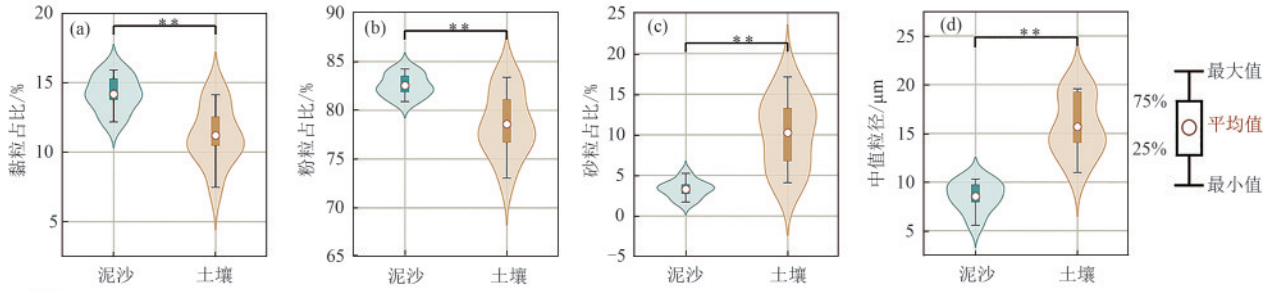 (a)
**
黏粒占比/%
20
15
10
5
泥沙
土壤
(b)
**
粉粒占比/%
90
85
80
75
70
65
泥沙
土壤
(c)
**
砂粒占比/%
25
20
15
10
5
0
−5
泥沙
土壤
(d)
**
中值粒径/μm
25
20
15
10
5
泥沙
土壤
最大值
75%
平均值
25%
最小值